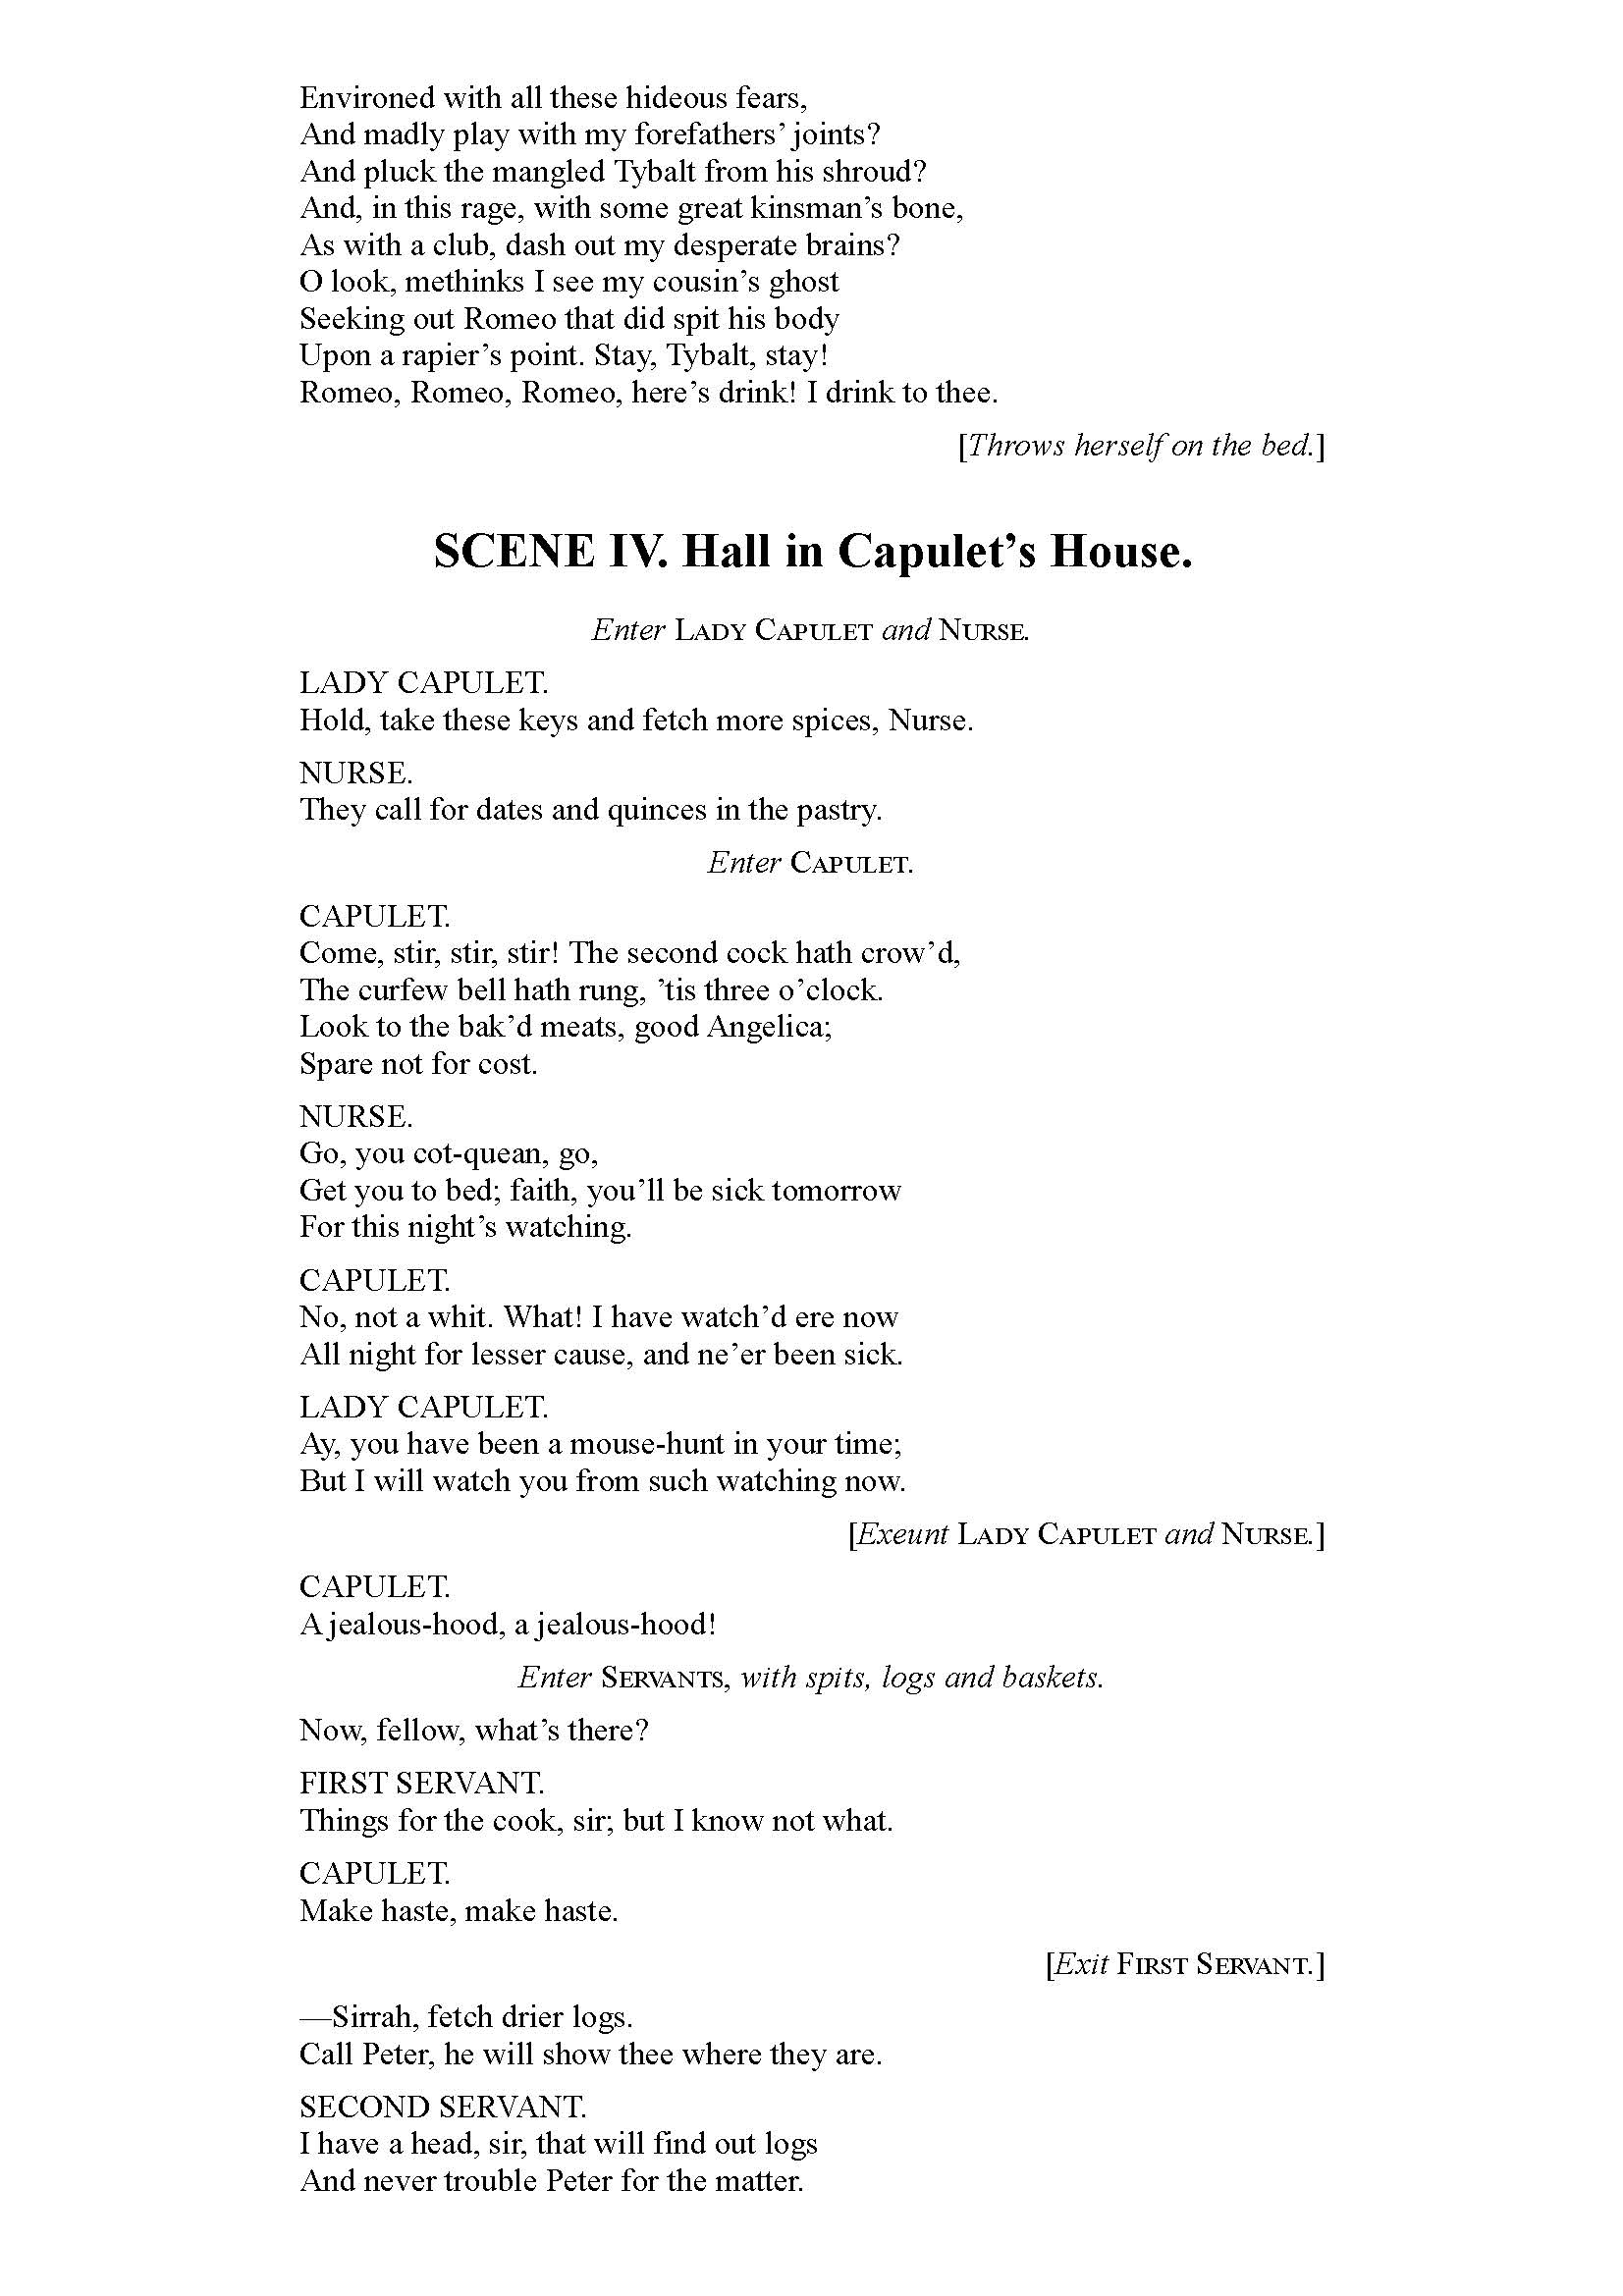 Environed with all these hideous fears,
And madly play with my forefathers’ joints?
And pluck the mangled Tybalt from his shroud?
And, in this rage, with some great kinsman’s bone,
As with a club, dash out my desperate brains?
O look, methinks I see my cousin’s ghost
Seeking out Romeo that did spit his body
Upon a rapier’s point. Stay, Tybalt, stay!
Romeo, Romeo, Romeo, here’s drink! I drink to thee.
[Throws herself on the bed.]
SCENE IV. Hall in Capulet’s House.
Enter Lady Capulet and Nurse.
LADY CAPULET.
Hold, take these keys and fetch more spices, Nurse.
NURSE.
They call for dates and quinces in the pastry.
Enter Capulet.
CAPULET.
Come, stir, stir, stir! The second cock hath crow’d,
The curfew bell hath rung, ’tis three o’clock.
Look to the bak’d meats, good Angelica;
Spare not for cost.
NURSE.
Go, you cot-quean, go,
Get you to bed; faith, you’ll be sick tomorrow
For this night’s watching.
CAPULET.
No, not a whit. What! I have watch’d ere now
All night for lesser cause, and ne’er been sick.
LADY CAPULET.
Ay, you have been a mouse-hunt in your time;
But I will watch you from such watching now.
[Exeunt Lady Capulet and Nurse.]
CAPULET.
A jealous-hood, a jealous-hood!
Enter Servants, with spits, logs and baskets.
Now, fellow, what’s there?
FIRST SERVANT.
Things for the cook, sir; but I know not what.
CAPULET.
Make haste, make haste.
[Exit First Servant.]
—Sirrah, fetch drier logs.
Call Peter, he will show thee where they are.
SECOND SERVANT.
I have a head, sir, that will find out logs
And never trouble Peter for the matter.